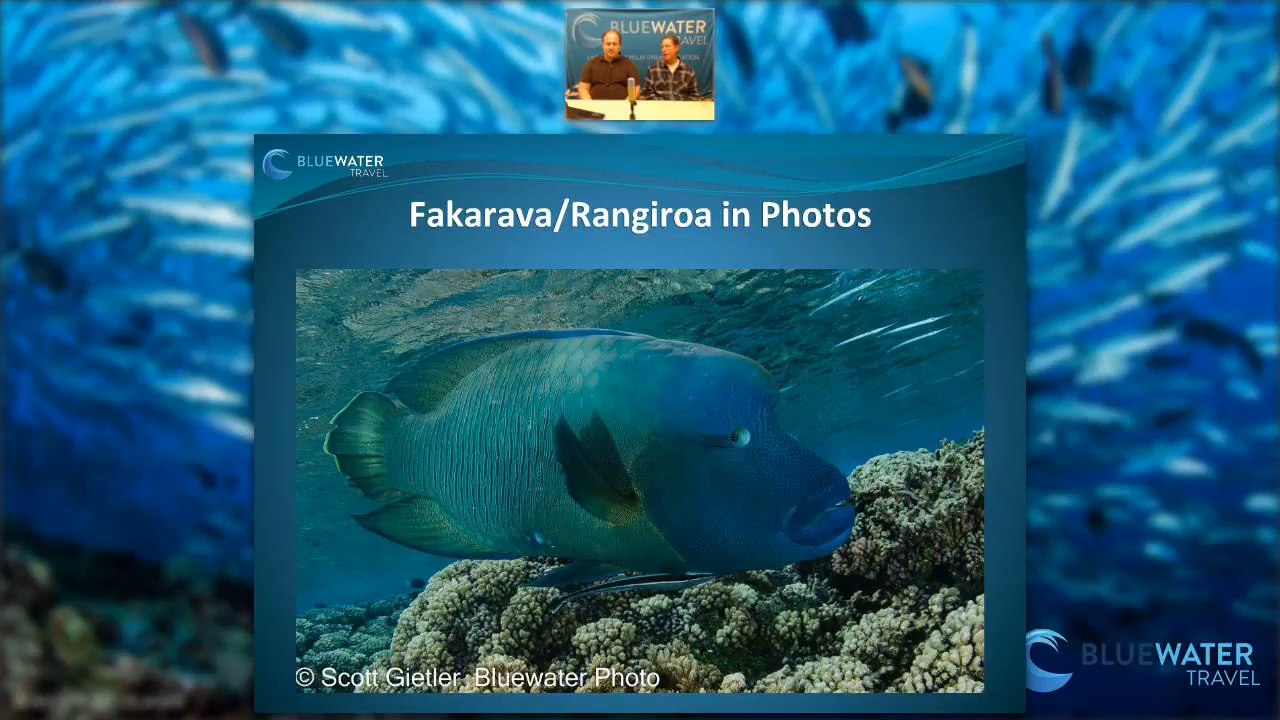 BLUEWATER
TRAVEL
BLUEWATER
TRAVEL
Fakarava/Rangiroa in Photos
© Scott Gietler, Bluewater Photo
BLUEWATER
TRAVEL